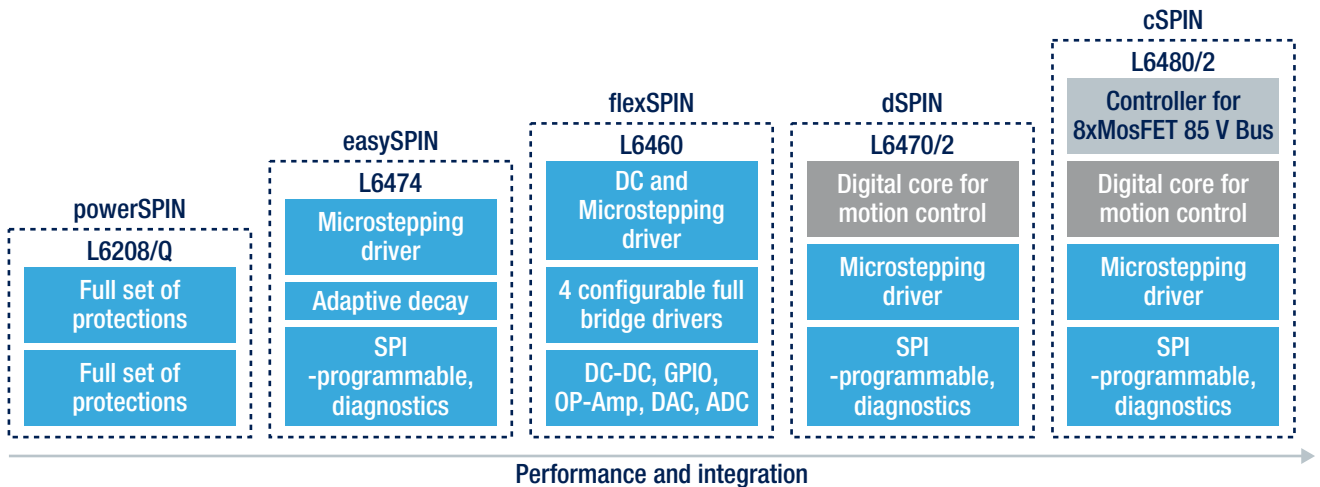 powerSPIN
L6208/Q
Full set of
protections
Full set of
protections
easySPIN
L6474
Microstepping
driver
Adaptive decay
SPI
-programmable,
diagnostics
flexSPIN
L6460
DC and
Microstepping
driver
4 configurable full
bridge drivers
DC-DC, GPIO,
OP-Amp, DAC, ADC
dSPIN
L6470/2
Digital core for
motion control
Microstepping
driver
SPI
-programmable,
diagnostics
cSPIN
L6480/2
Controller for
8xMosFET 85 V Bus
Digital core for
motion control
Microstepping
driver
SPI
-programmable,
diagnostics
Performance and integration